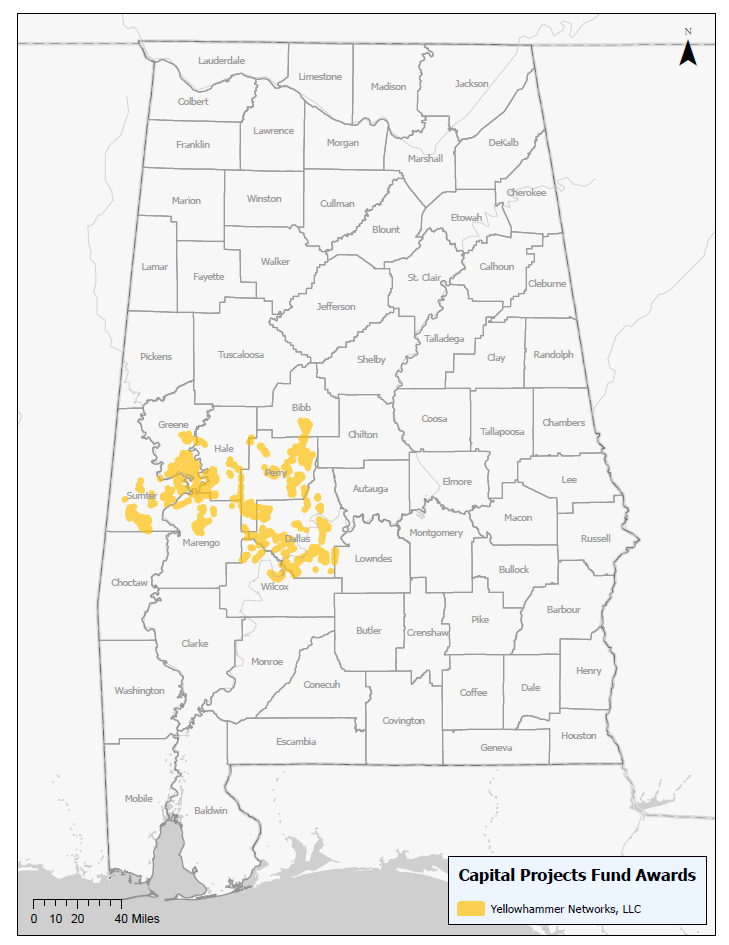 N
Lauderdale
Limestone
Madison
Jackson
Colbert
Lawrence
Franklin
Morgan
DeKalb
Marshall
Cherokee
Marion
Winston
Cullman
Etowah
Blount
Lamar
Walker
Calhoun
Fayette
St. Clair
Cleburne
Jefferson
Talladega
Pickens
Tuscaloosa
Shelby
Clay
Randolph
Bibb
Greene
Coosa
Chambers
Chilton
Tallapoosa
Hale
Perry
Elmore
Lee
Autauga
Sumter
Macon
Montgomery
Russell
Dallas
Marengo
Lowndes
Bullock
Choctaw
Wilcox
Barbour
Pike
Butler
Crenshaw
Clarke
Monroe
Henry
Conecuh
Washington
Coffee
Dale
Covington
Escambia
Houston
Geneva
Mobile
Baldwin
Capital Projects Fund Awards
Yellowhammer Networks, LLC
0 10 20 40 Miles